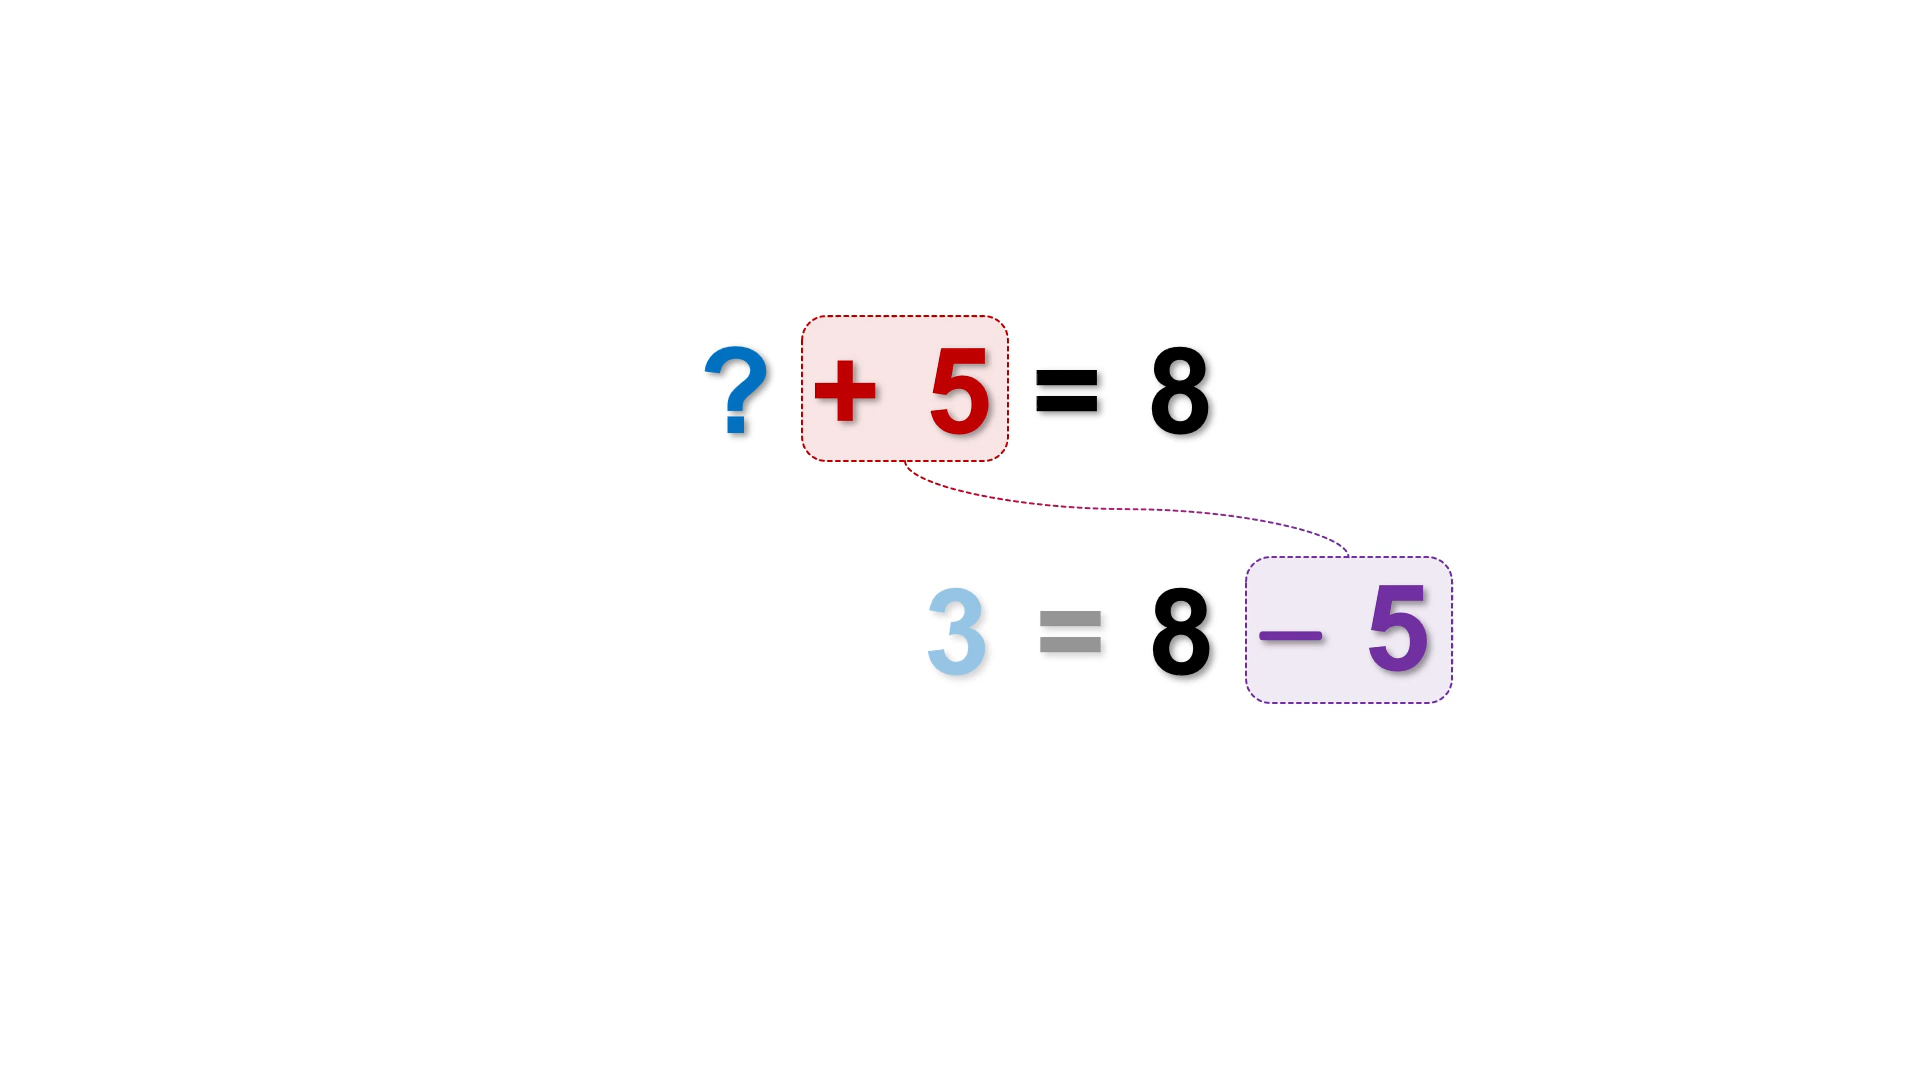 ? + 5 = 8
3 = 8 – 5